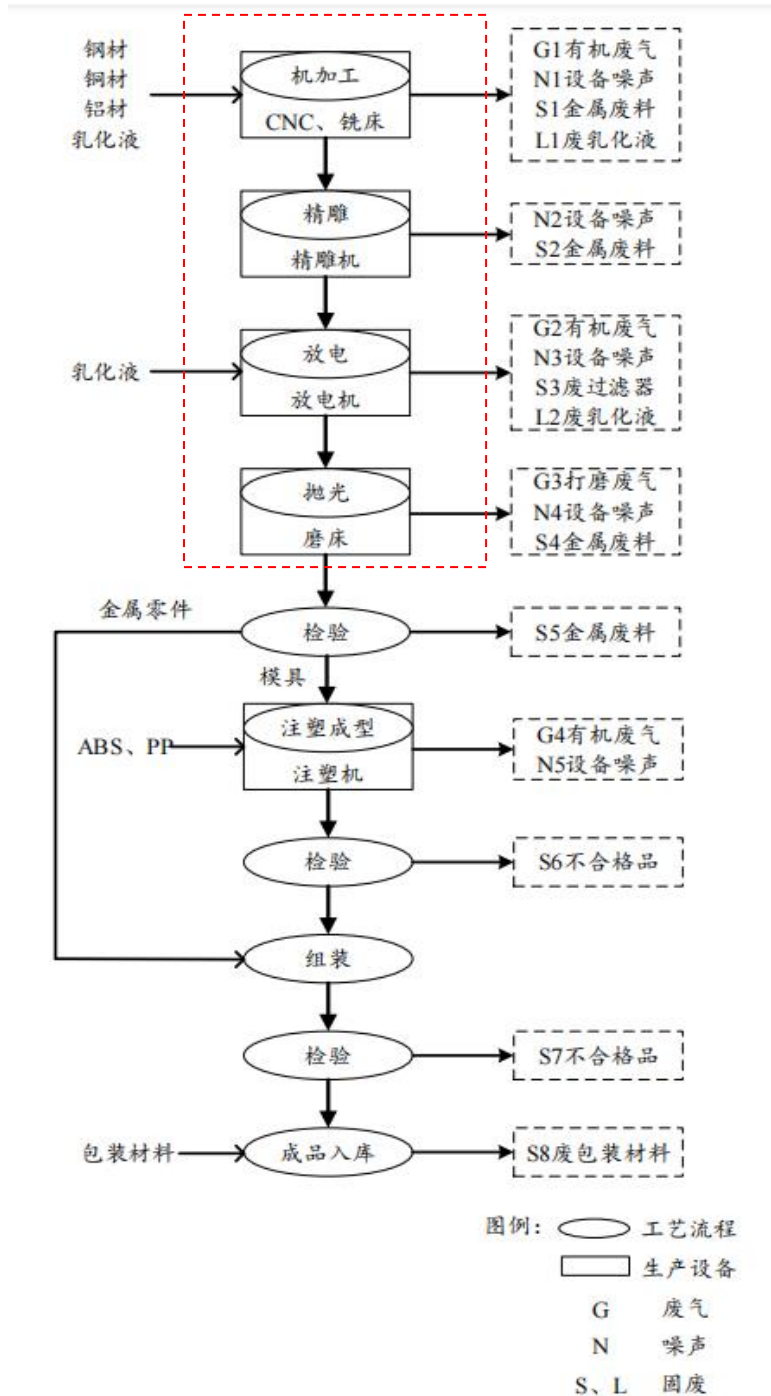 钢材
铜材
铝材
乳化液
机加工
CNC、铣床
G1有机废气
N1设备噪声
S1金属废料
L1废乳化液
精雕
精雕机
N2设备噪声
S2金属废料
乳化液
放电
放电机
G2有机废气
N3设备噪声
S3废过滤器
L2废乳化液
抛光
磨床
G3打磨废气
N4设备噪声
S4金属废料
金属零件
检验
S5金属废料
模具
ABS、PP
注塑成型
注塑机
G4有机废气
N5设备噪声
检验
S6不合格品
组装
检验
S7不合格品
包装材料
成品入库
S8废包装材料
图例：
工艺流程
生产设备
G 废气
N 噪声
S、L 固废